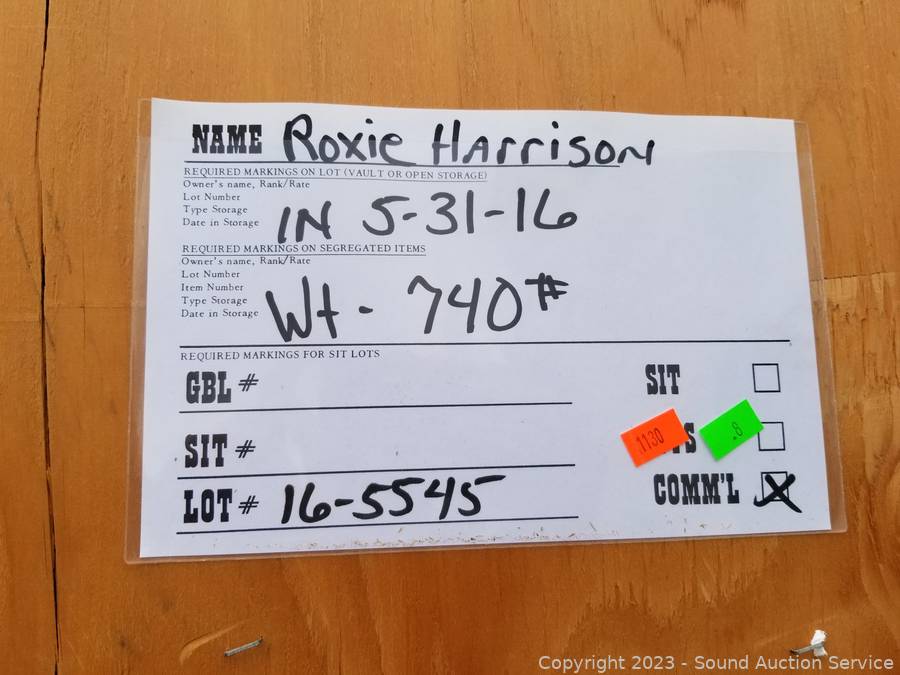 NAME Roxie Harrison
REQUIRED MARKINGS ON LOT (VAULT OR OPEN STORAGE)
Owner's name, Rank/Rate
Lot Number
Type Storage
Date in Storage IN 5-31-16
REQUIRED MARKINGS ON SEGREGATED ITEMS
Owner's name, Rank/Rate
Lot Number
Item Number
Type Storage
Date in Storage Wt - 740#
REQUIRED MARKINGS FOR SIT LOTS
GBL #
SIT
SIT #
1130
.8
LOT # 16-5545
COMM'L X
Copyright 2023 - Sound Auction Service